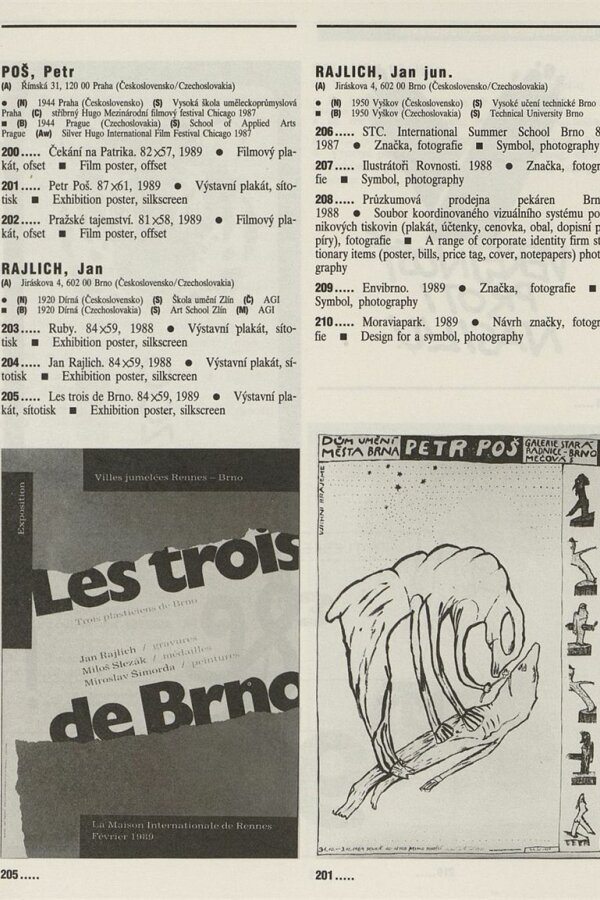 POŠ, Petr
(A) Římská 31, 120 00 Praha (Československo/Czechoslovakia)
● (N) 1944 Praha (Československo) (S) Vysoká škola uměleckoprůmyslová
Praha (C) stříbrný Hugo Mezinárodní filmový festival Chicago 1987
■ (B) 1944 Prague (Czechoslovakia) (S) School of Applied Arts
Prague (Aw) Silver Hugo International Film Festival Chicago 1987
200..... Čekání na Patrika. 82×57, 1989 ● Filmový pla-
kát, ofset ■ Film poster, offset
201..... Petr Poš. 87×61, 1989 ● Výstavní plakát, síto-
tisk ■ Exhibition poster, silkscreen
202..... Pražské tajemství. 81×58, 1989 ● Filmový pla-
kát, ofset ■ Film poster, offset
RAJLICH, Jan
(A) Jiráskova 4, 602 00 Brno (Československo/Czechoslovakia)
● (N) 1920 Dírná (Československo) (S) Škola umění Zlín (Č) AGI
■ (B) 1920 Dírná (Czechoslovakia) (S) Art School Zlín (M) AGI
203..... Ruby. 84×59, 1988 ● Výstavní plakát, síto-
tisk ■ Exhibition poster, silkscreen
204..... Jan Rajlich. 84×59, 1988 ● Výstavní plakát, sí-
totisk ■ Exhibition poster, silkscreen
205..... Les trois de Brno. 84×59, 1989 ● Výstavní pla-
kát, sítotisk ■ Exhibition poster, silkscreen
Exposition
Villes jumelées Rennes – Brno
Les trois
Trois plasticiens de Brno
Jan Rajlich / gravures
Miloš Slezák / médailles
Miroslav Šimorda / peintures
de Brno
La Maison Internationale de Rennes
Février 1989
205.....
RAJLICH, Jan jun.
(A) Jiráskova 4, 602 00 Brno (Československo/Czechoslovakia)
● (N) 1950 Vyškov (Československo) (S) Vysoké učení technické Brno
■ (B) 1950 Vyškov (Czechoslovakia) (S) Technical University Brno
206..... STC. International Summer School Brno 8
1987 ● Značka, fotografie ■ Symbol, photography
207..... Ilustrátoři Rovnosti. 1988 ● Značka, fotogr
fie ■ Symbol, photography
208..... Průzkumová prodejna pekáren Brn
1988 ● Soubor koordinovaného vizuálního systému po
nikových tiskovin (plakát, účtenky, cenovka, obal, dopisní p
píry), fotografie ■ A range of corporate identity firm st
tionary items (poster, bills, price tag, cover, notepapers) phot
graphy
209..... Envibrno. 1989 ● Značka, fotografie ■
Symbol, photography
210..... Moraviapark. 1989 ● Návrh značky, fotogr
fie ■ Design for a symbol, photography
DŮM UMĚNÍ
MĚSTA BRNA
PETR POŠ
GALERIE STARÁ
RADNICE-BRNO
MEČOVÁ 5
201.....